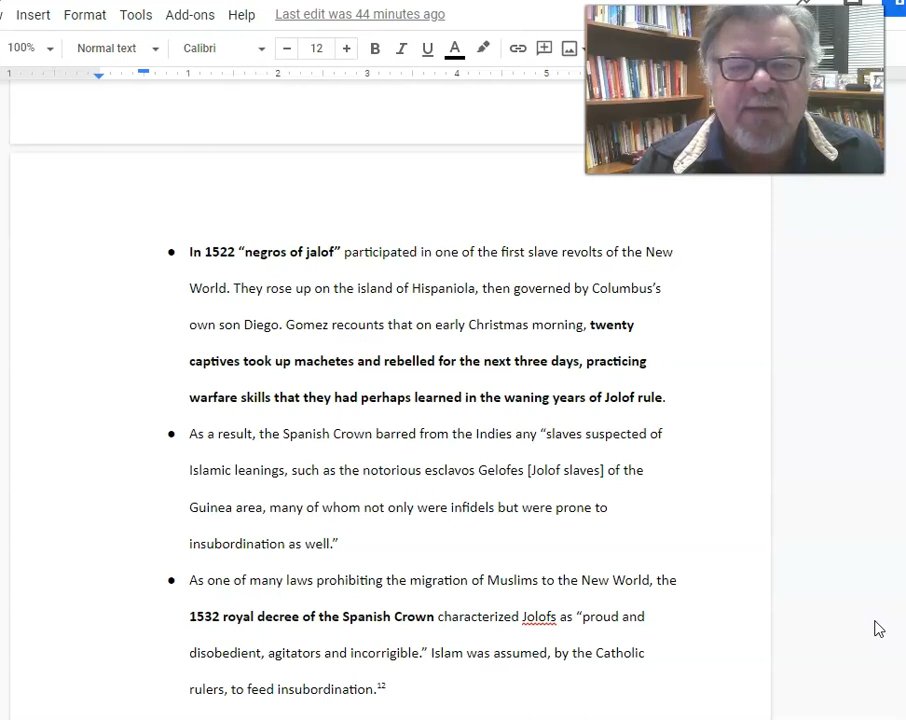 Insert Format Tools Add-ons Help Last edit was 44 minutes ago
100% Normal text Calibri − 12 + B I U A
1 1 2 3 4 5
● In 1522 “negros of jalof” participated in one of the first slave revolts of the New
World. They rose up on the island of Hispaniola, then governed by Columbus’s
own son Diego. Gomez recounts that on early Christmas morning, twenty
captives took up machetes and rebelled for the next three days, practicing
warfare skills that they had perhaps learned in the waning years of Jolof rule.
● As a result, the Spanish Crown barred from the Indies any “slaves suspected of
Islamic leanings, such as the notorious esclavos Gelofes [Jolof slaves] of the
Guinea area, many of whom not only were infidels but were prone to
insubordination as well.”
● As one of many laws prohibiting the migration of Muslims to the New World, the
1532 royal decree of the Spanish Crown characterized Jolofs as “proud and
disobedient, agitators and incorrigible.” Islam was assumed, by the Catholic
rulers, to feed insubordination.12